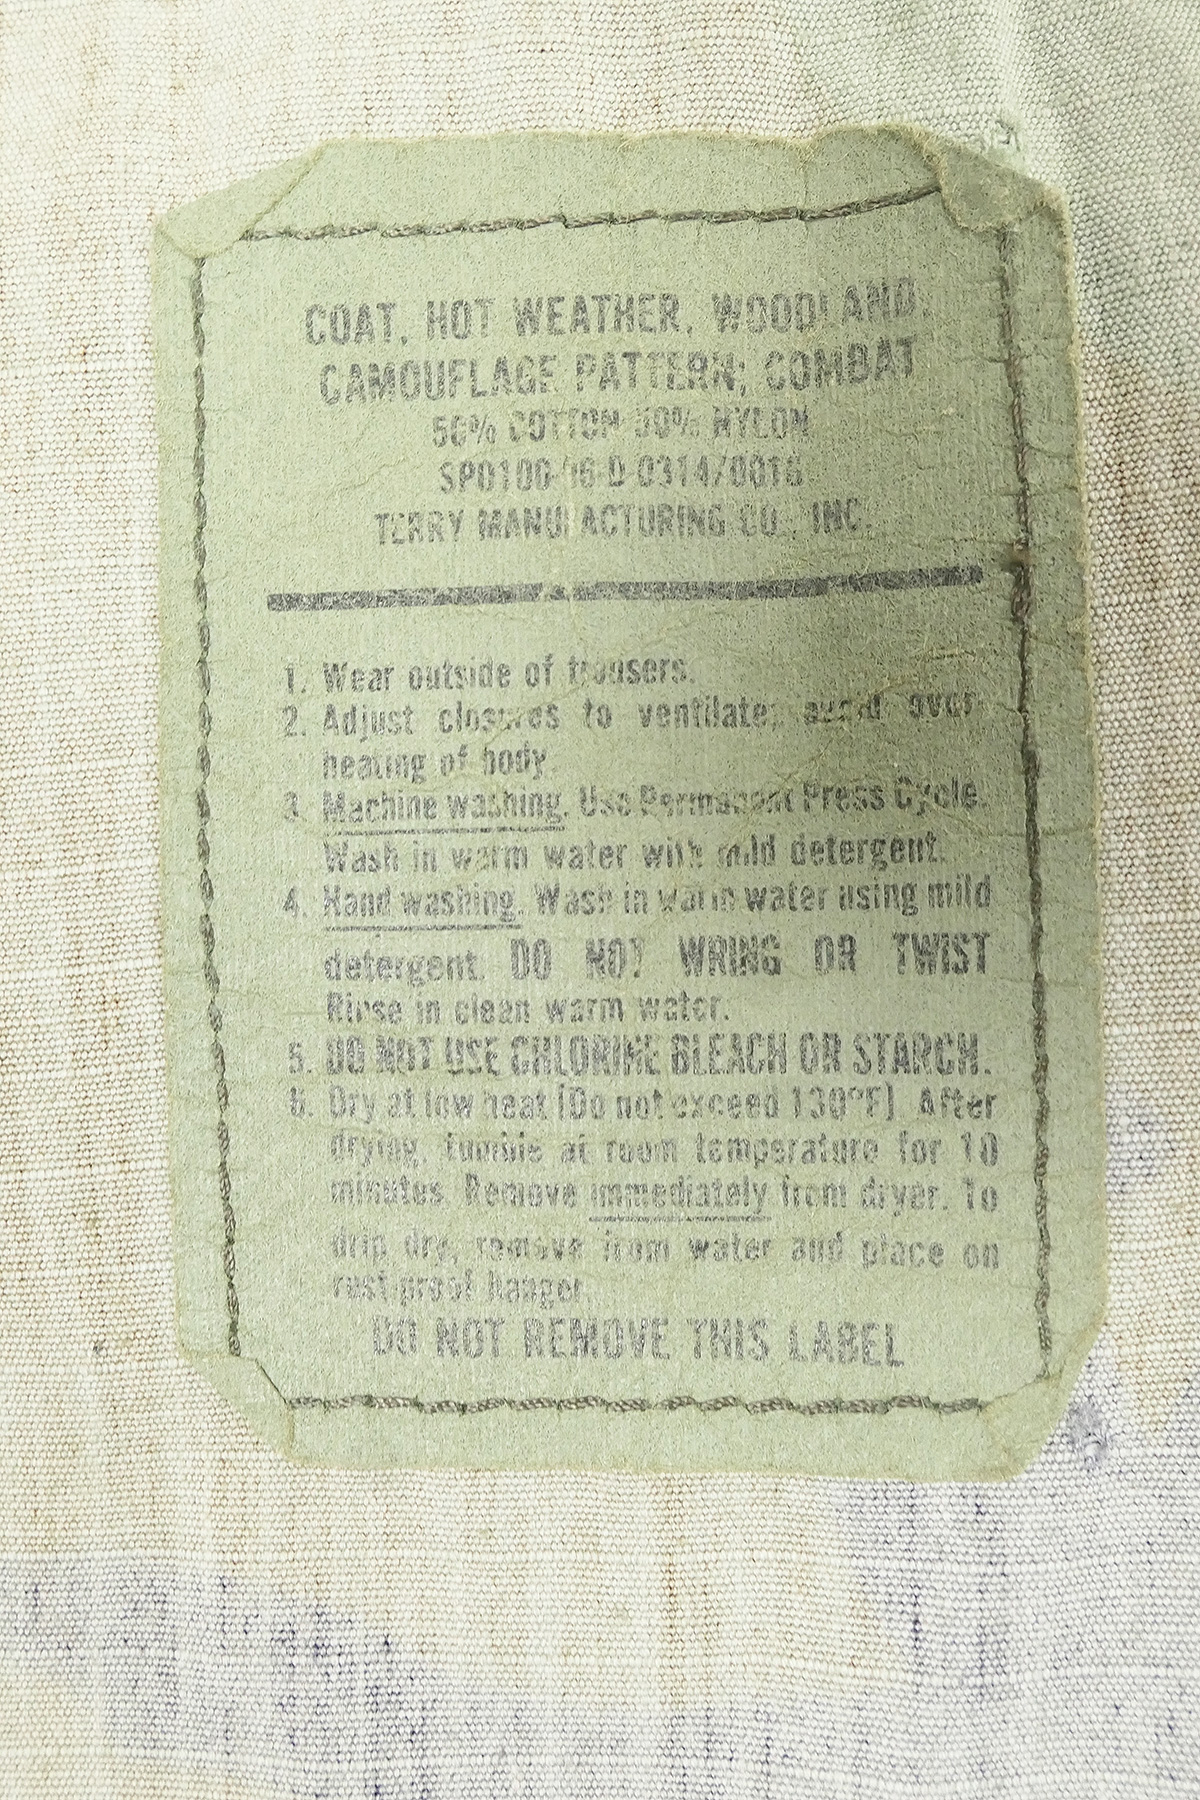 COAT, HOT WEATHER, WOODLAND,
CAMOUFLAGE PATTERN; COMBAT
50% COTTON 50% NYLON
SP0100-96-D-0314/0016
TERRY MANUFACTURING CO., INC.
1. Wear outside of trousers.
2. Adjust closures to ventilate; avoid over-
heating of body.
3. Machine washing. Use Permanent Press Cycle.
Wash in warm water with mild detergent.
4. Hand washing. Wash in warm water using mild
detergent. DO NOT WRING OR TWIST
Rinse in clean warm water.
5. DO NOT USE CHLORINE BLEACH OR STARCH.
6. Dry at low heat (Do not exceed 130°F). After
drying, tumble at room temperature for 10
minutes. Remove immediately from dryer. To
drip dry, remove from water and place on
rust-proof hanger.
DO NOT REMOVE THIS LABEL